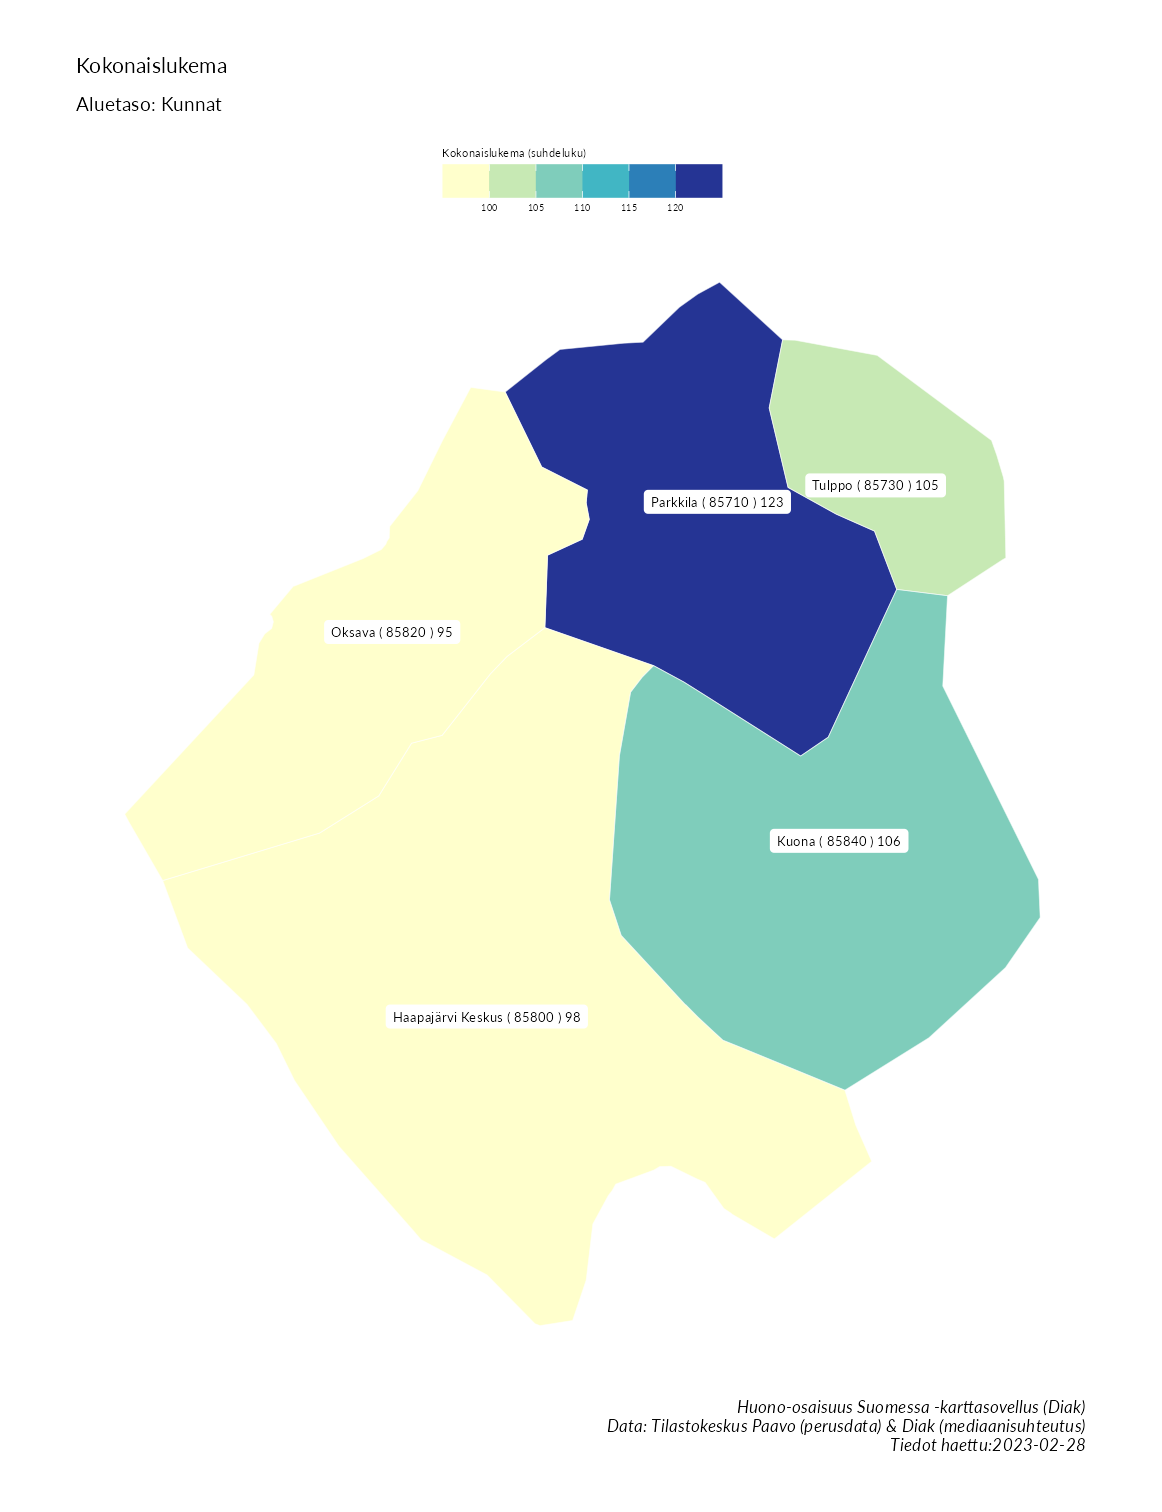 Kokonaislukema
Aluetaso: Kunnat
Kokonaislukema (suhdeluku)
100 105 110 115 120
Tulppo ( 85730 ) 105
Parkkila ( 85710 ) 123
Oksava ( 85820 ) 95
Kuona ( 85840 ) 106
Haapajärvi Keskus ( 85800 ) 98
Huono-osaisuus Suomessa -karttasovellus (Diak)
Data: Tilastokeskus Paavo (perusdata) & Diak (mediaanisuhteutus)
Tiedot haettu:2023-02-28